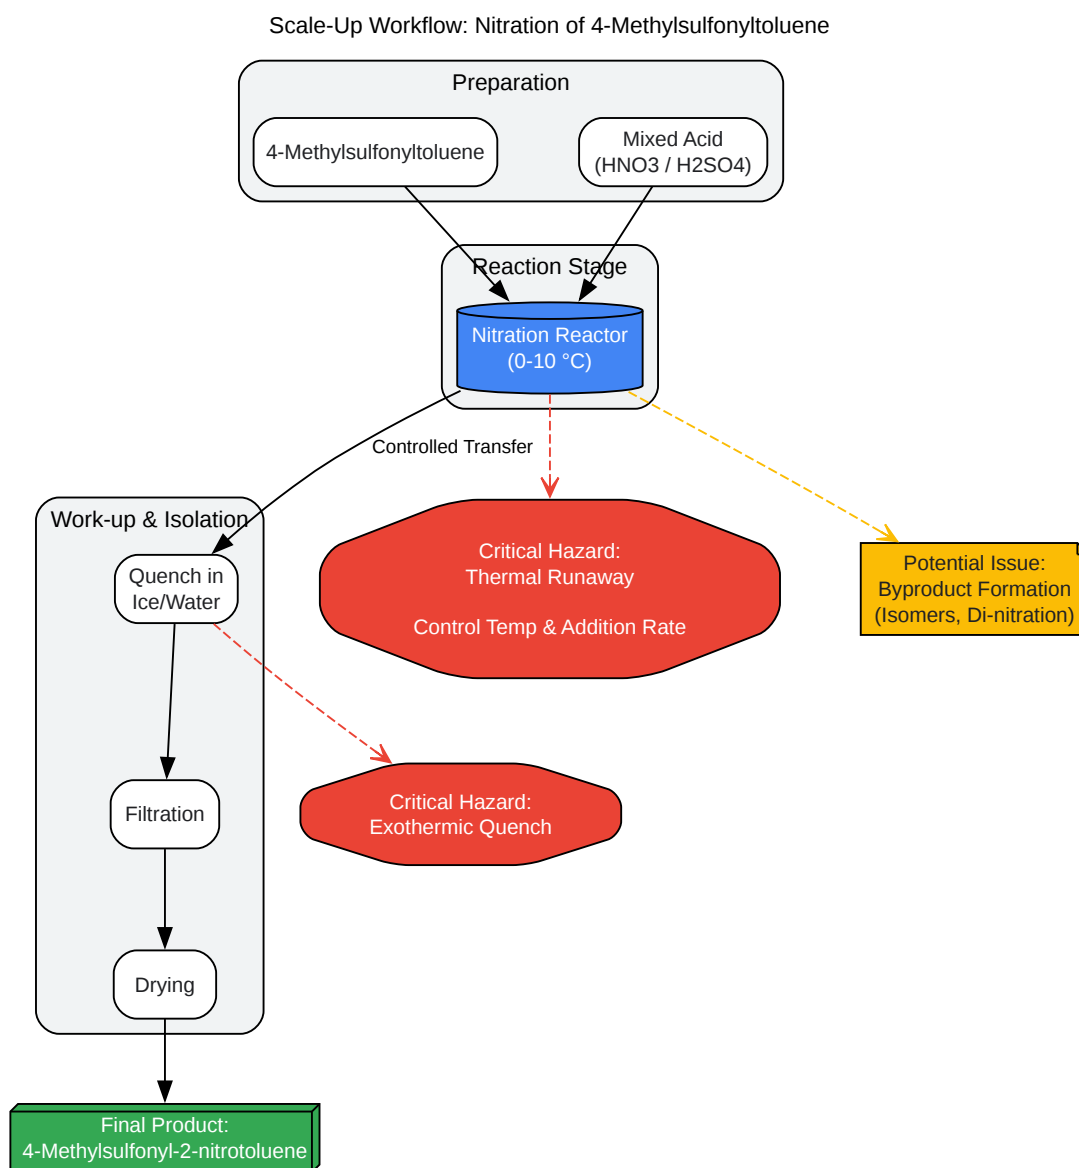 Scale-Up Workflow: Nitration of 4-Methylsulfonyltoluene
Preparation
4-Methylsulfonyltoluene
Mixed Acid
(HNO3 / H2SO4)
Reaction Stage
Nitration Reactor
(0-10 °C)
Controlled Transfer
Work-up & Isolation
Quench in
Ice/Water
Critical Hazard:
Thermal Runaway
Control Temp & Addition Rate
Potential Issue:
Byproduct Formation
(Isomers, Di-nitration)
Filtration
Critical Hazard:
Exothermic Quench
Drying
Final Product:
4-Methylsulfonyl-2-nitrotoluene